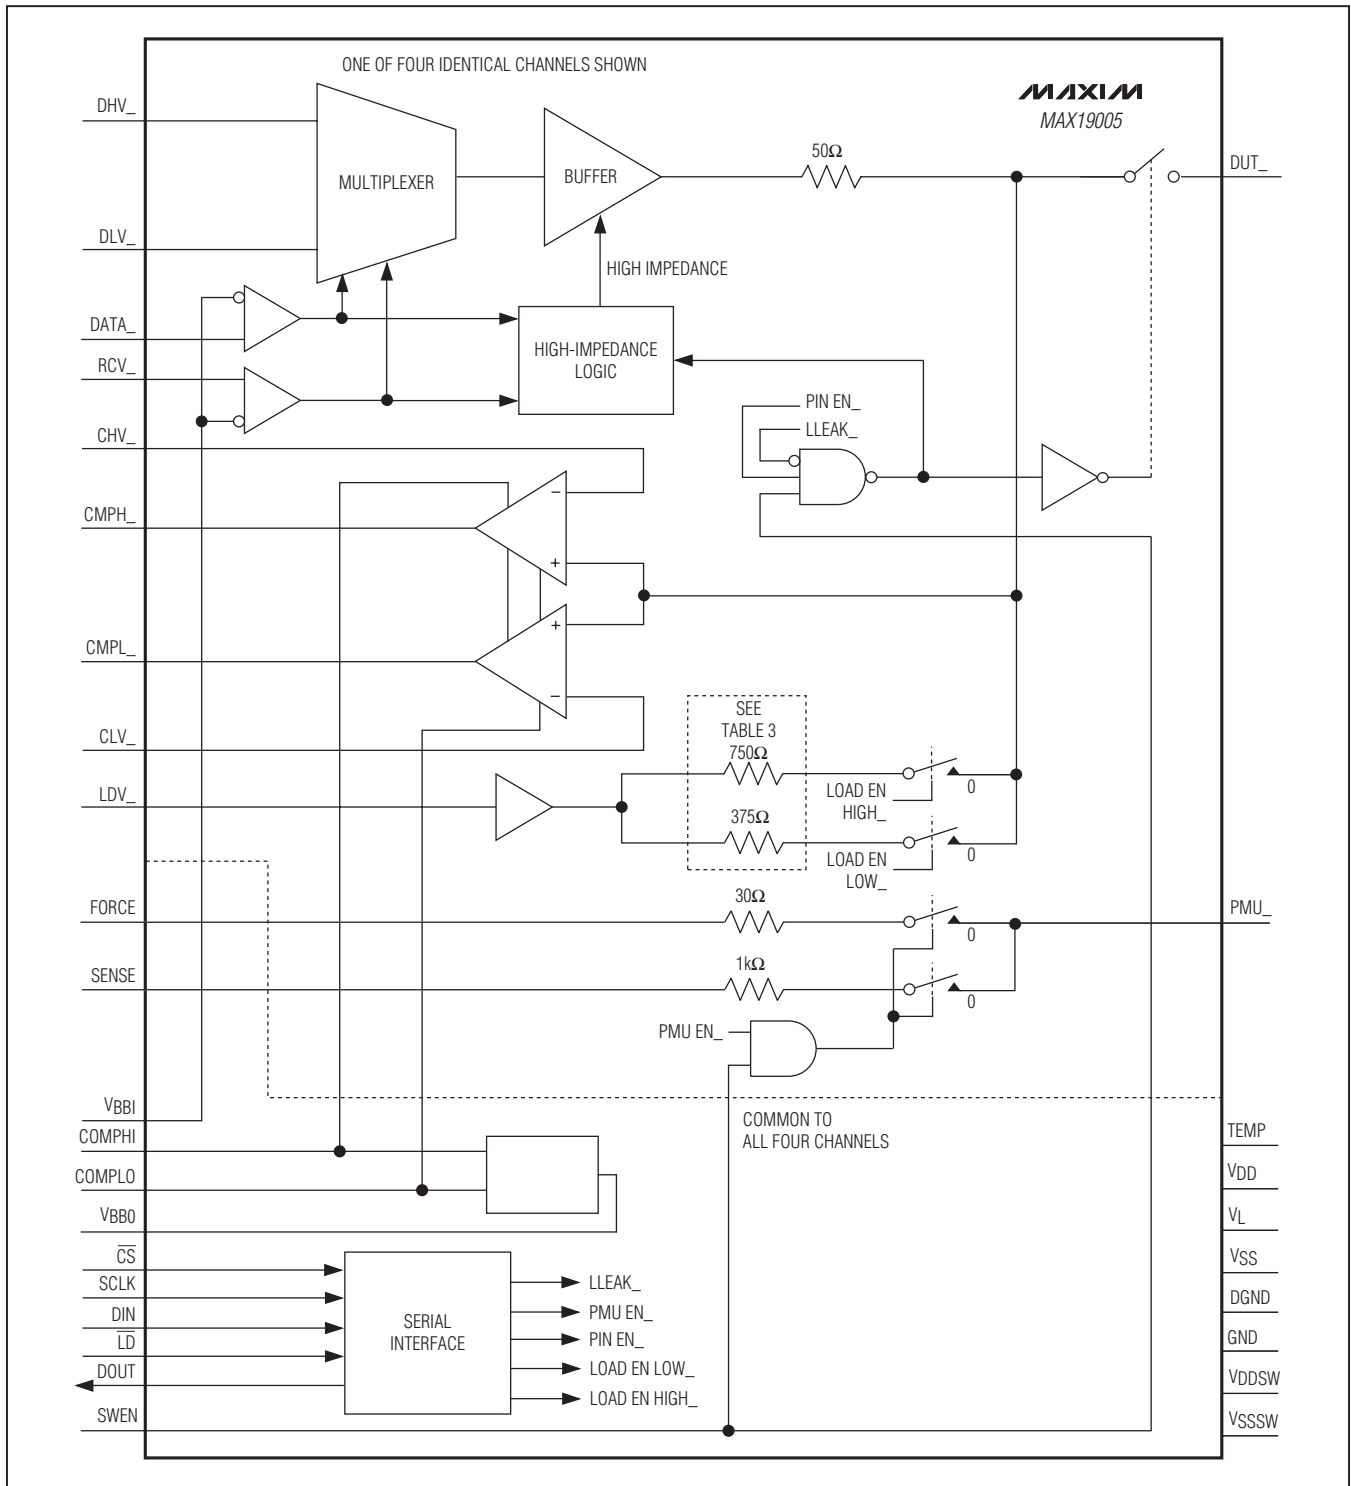 ONE OF FOUR IDENTICAL CHANNELS SHOWN
MAXIM
MAX19005
DHV_
MULTIPLEXER
BUFFER
50Ω
DUT_
DLV_
HIGH IMPEDANCE
DATA_
RCV_
HIGH-IMPEDANCE
LOGIC
PIN EN_
LLEAK_
CHV_
−
CMPH_
+
+
CMPL_
−
CLV_
SEE
TABLE 3
750Ω
LOAD EN
HIGH_
0
LDV_
375Ω
LOAD EN
LOW_
0
FORCE
30Ω
0
PMU_
SENSE
1kΩ
0
PMU EN_
VBBI
COMMON TO
ALL FOUR CHANNELS
COMPHI
COMPLO
VBBO
CS
SCLK
DIN
LD
DOUT
SWEN
SERIAL
INTERFACE
LLEAK_
PMU EN_
PIN EN_
LOAD EN LOW_
LOAD EN HIGH_
TEMP
VDD
VL
VSS
DGND
GND
VDDSW
VSSSW